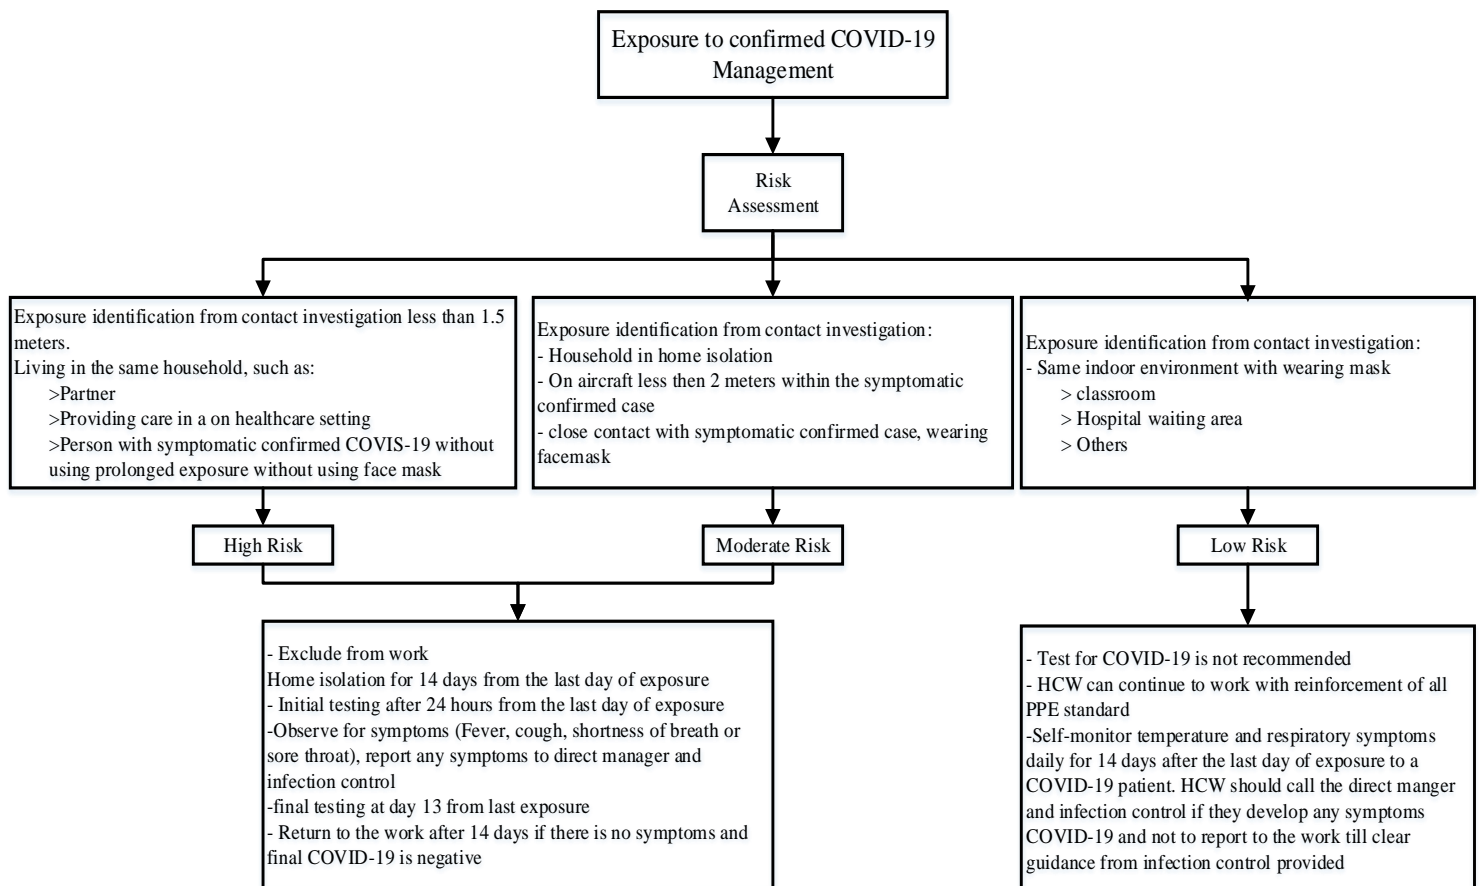 Exposure to confirmed COVID-19
Management
Risk
Assessment
Exposure identification from contact investigation less than 1.5
meters.
Living in the same household, such as:
>Partner
>Providing care in a on healthcare setting
>Person with symptomatic confirmed COVIS-19 without
using prolonged exposure without using face mask
Exposure identification from contact investigation:
- Household in home isolation
- On aircraft less then 2 meters within the symptomatic
confirmed case
- close contact with symptomatic confirmed case, wearing
facemask
Exposure identification from contact investigation:
- Same indoor environment with wearing mask
> classroom
> Hospital waiting area
> Others
High Risk
Moderate Risk
Low Risk
- Exclude from work
Home isolation for 14 days from the last day of exposure
- Initial testing after 24 hours from the last day of exposure
-Observe for symptoms (Fever, cough, shortness of breath or
sore throat), report any symptoms to direct manager and
infection control
-final testing at day 13 from last exposure
- Return to the work after 14 days if there is no symptoms and
final COVID-19 is negative
- Test for COVID-19 is not recommended
- HCW can continue to work with reinforcement of all
PPE standard
-Self-monitor temperature and respiratory symptoms
daily for 14 days after the last day of exposure to a
COVID-19 patient. HCW should call the direct manger
and infection control if they develop any symptoms
COVID-19 and not to report to the work till clear
guidance from infection control provided